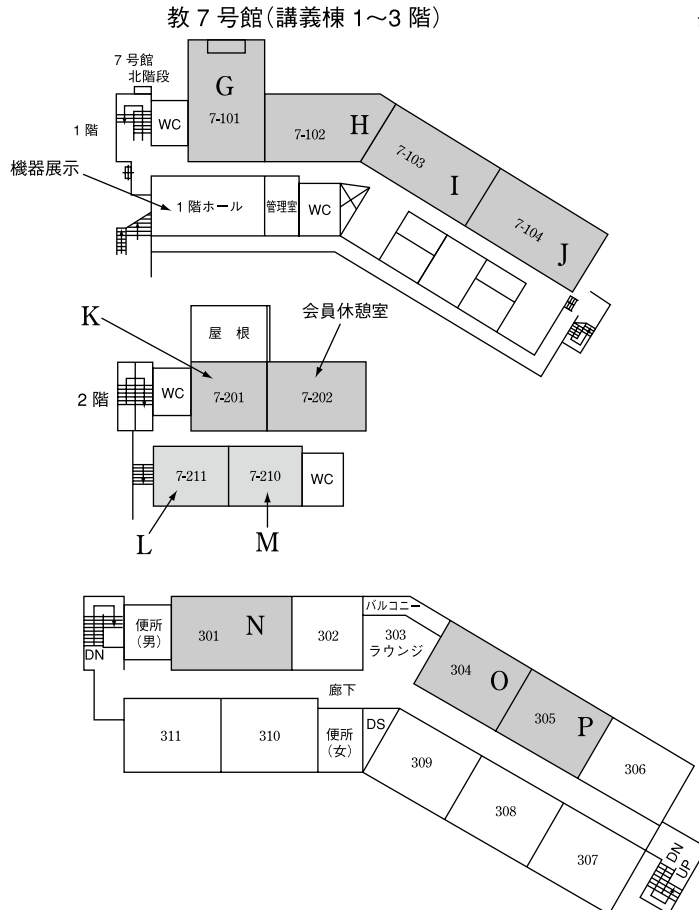 教 7 号館(講義棟 1～3 階)
7 号館
北階段
1 階
WC
G
7-101
7-102
H
7-103
I
7-104
J
機器展示
1 階ホール
管理室
WC
K
屋 根
会員休憩室
2 階
WC
7-201
7-202
7-211
7-210
WC
L
M
DN
便所
(男)
301
N
302
バルコニー
303
ラウンジ
304
O
305
P
306
廊下
311
310
便所
(女)
DS
309
308
307
DN
UP